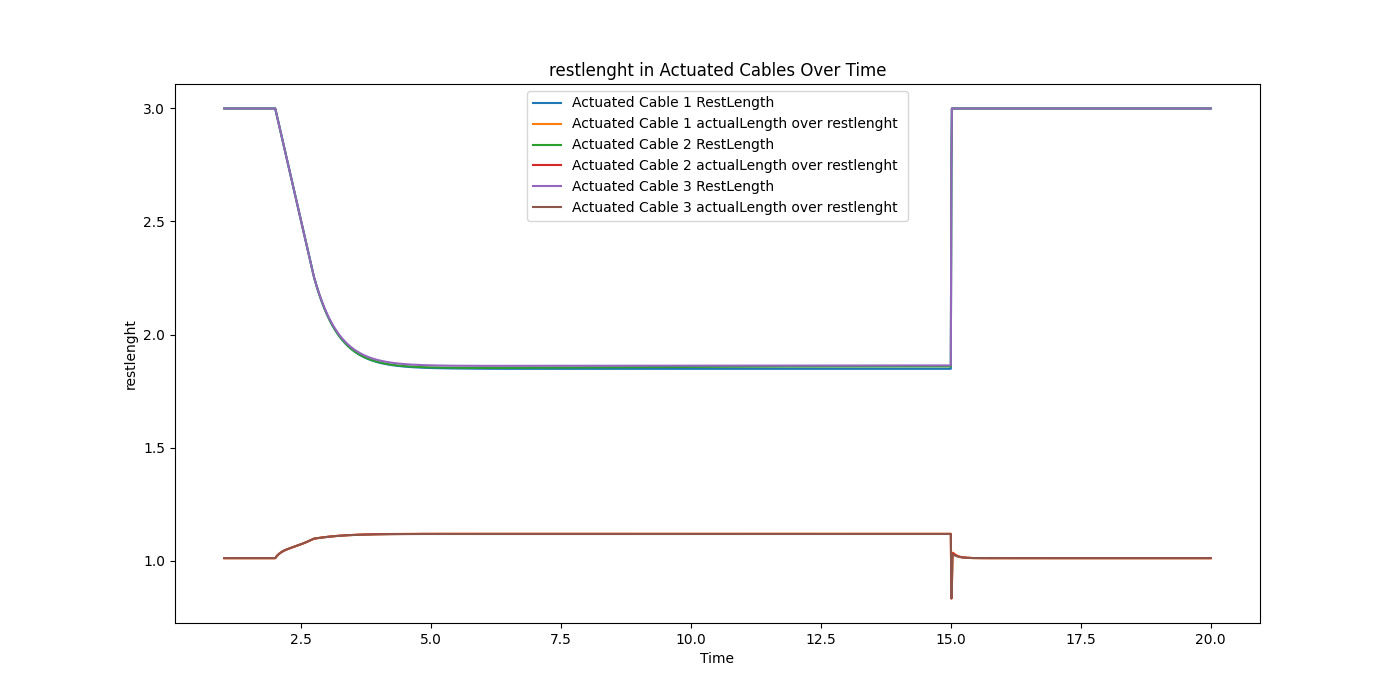 restlenght in Actuated Cables Over Time
Actuated Cable 1 RestLength
Actuated Cable 1 actualLength over restlenght
Actuated Cable 2 RestLength
Actuated Cable 2 actualLength over restlenght
Actuated Cable 3 RestLength
Actuated Cable 3 actualLength over restlenght
3.0
2.5
2.0
1.5
1.0
restlenght
2.5
5.0
7.5
10.0
12.5
15.0
17.5
20.0
Time